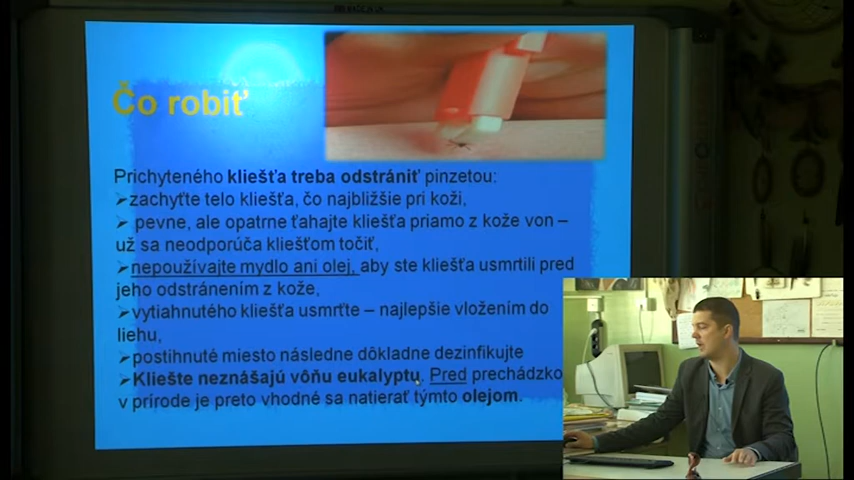 Čo robiť
Prichyteného kliešťa treba odstrániť pinzetou:
➢zachyťte telo kliešťa, čo najbližšie pri koži,
➢ pevne, ale opatrne ťahajte kliešťa priamo z kože von –
už sa neodporúča kliešťom točiť,
➢nepoužívajte mydlo ani olej, aby ste kliešťa usmrtili pred
jeho odstránením z kože,
➢vytiahnutého kliešťa usmrťte – najlepšie vložením do
liehu,
➢postihnuté miesto následne dôkladne dezinfikujte
➢Kliešte neznášajú vôňu eukalyptu. Pred prechádzko
v prírode je preto vhodné sa natierať týmto olejom.